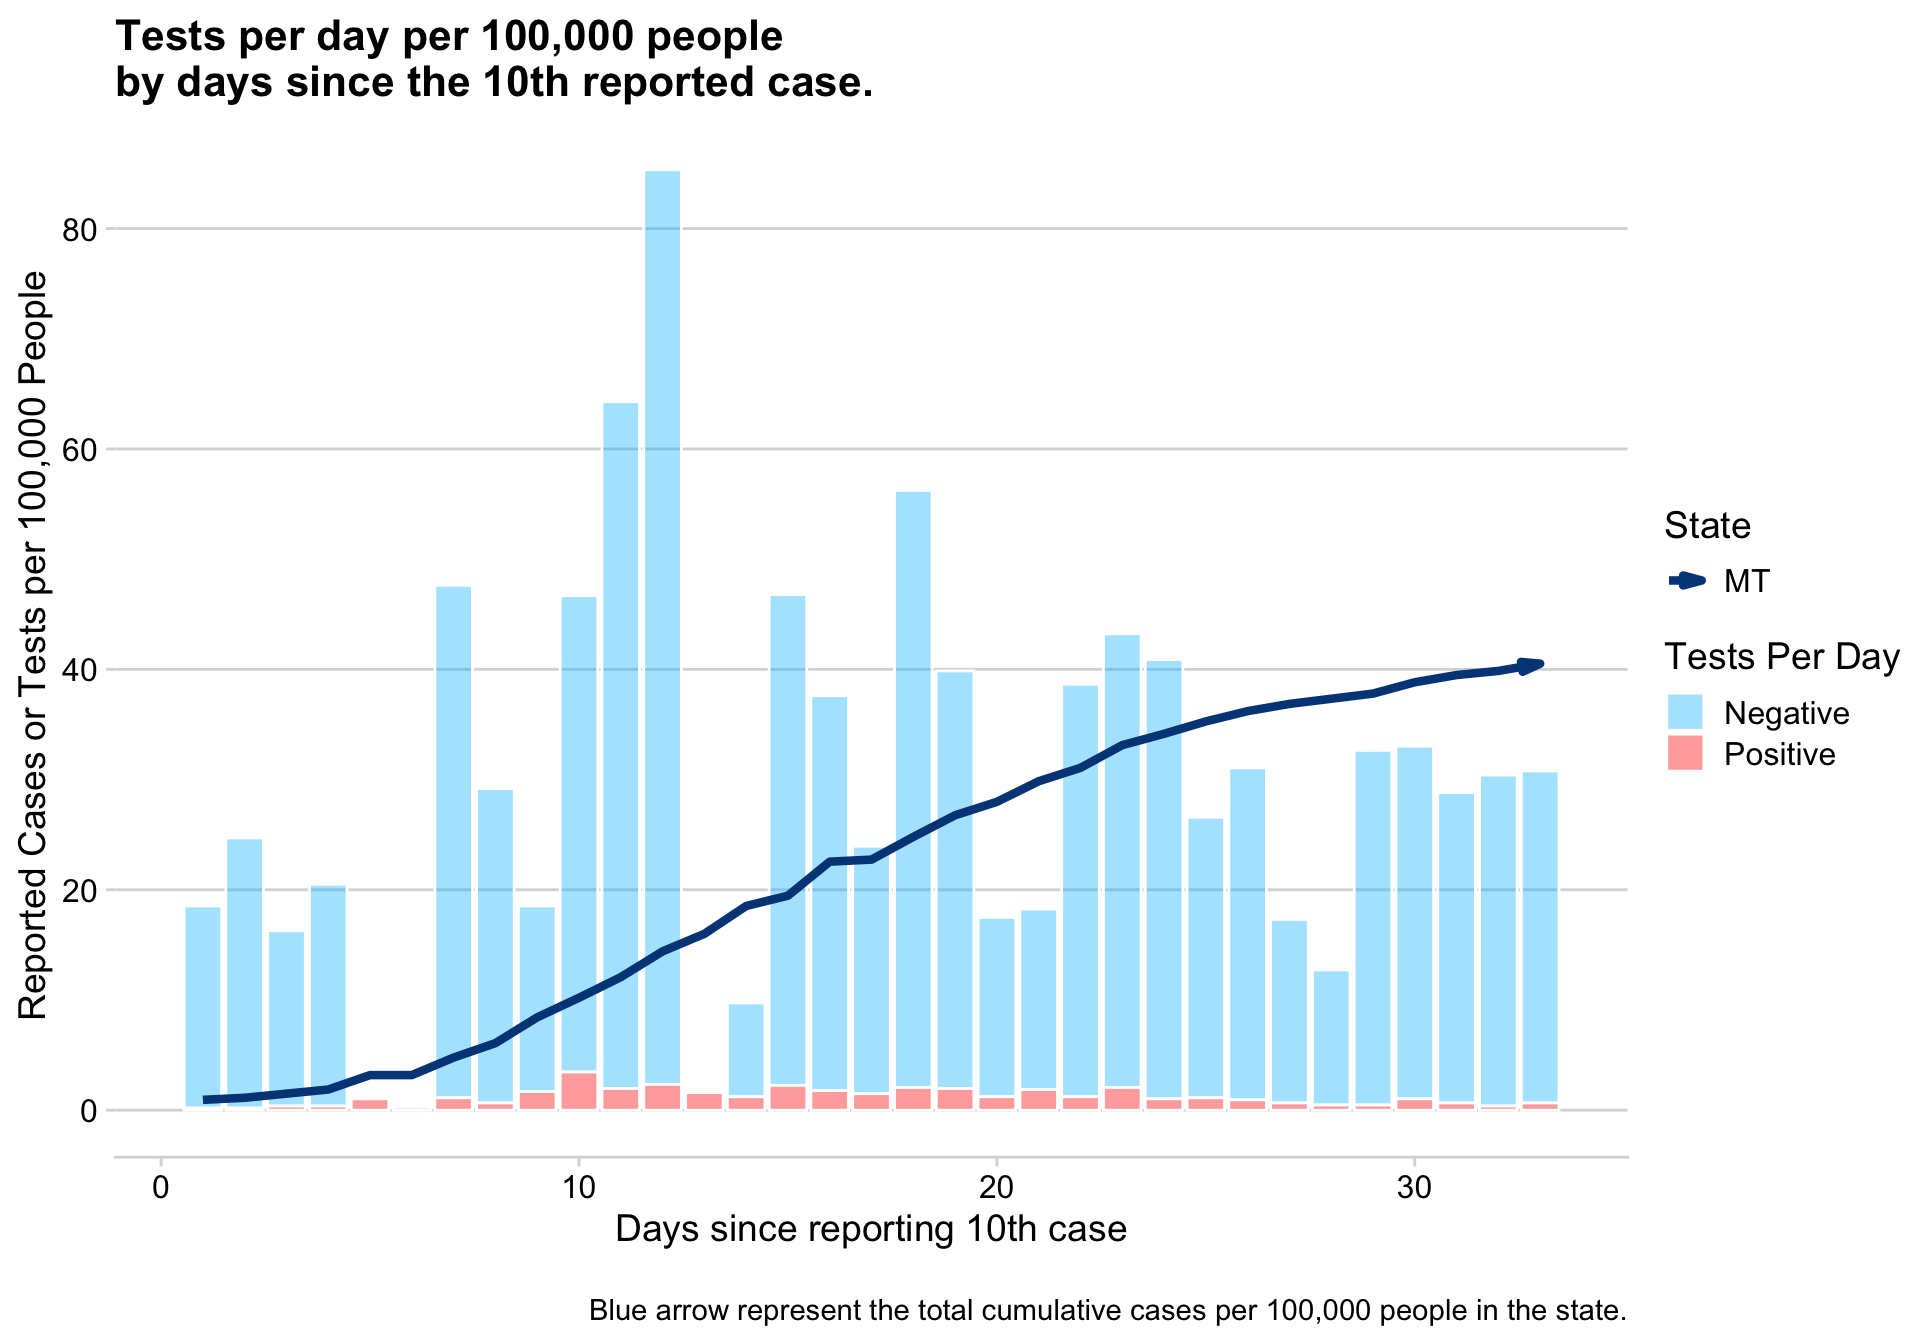 Tests per day per 100,000 people
by days since the 10th reported case.
Reported Cases or Tests per 100,000 People
80
60
40
20
0
0 10 20 30
Days since reporting 10th case
State
MT
Tests Per Day
Negative
Positive
Blue arrow represent the total cumulative cases per 100,000 people in the state.